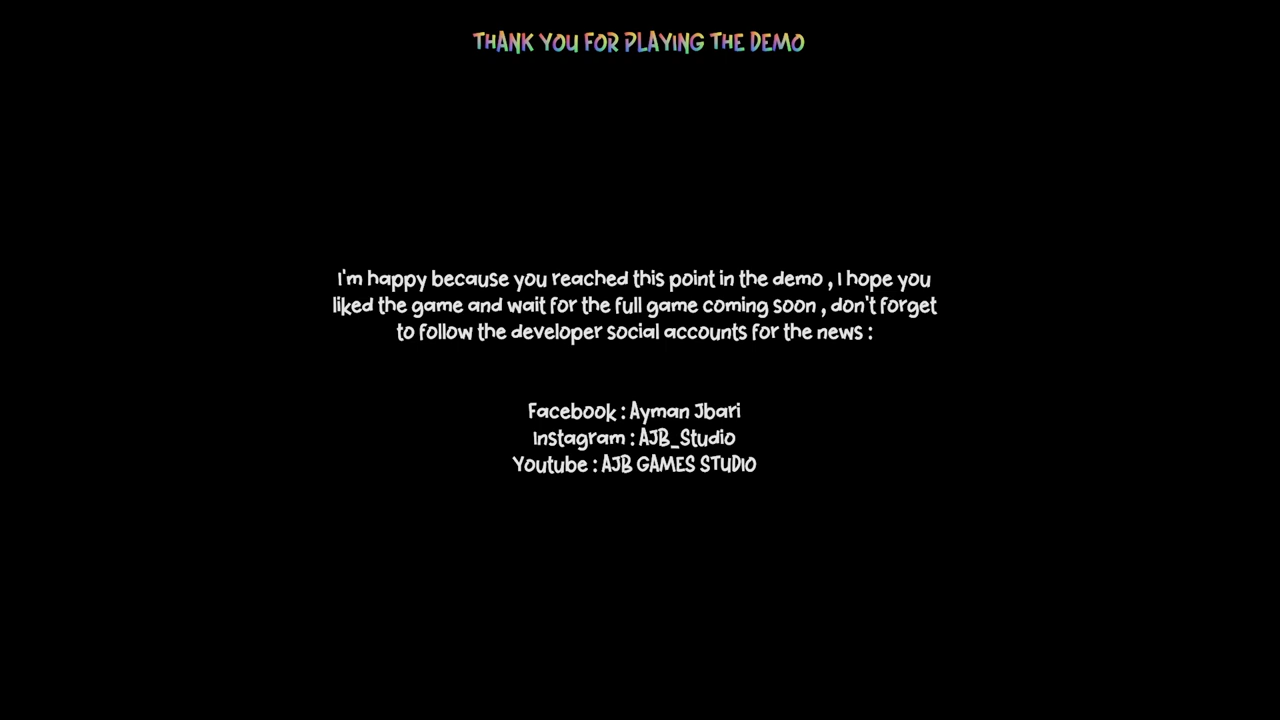 THANK YOU FOR PLAYING THE DEMO
I'm happy because you reached this point in the demo , I hope you
liked the game and wait for the full game coming soon , don't forget
to follow the developer social accounts for the news :
Facebook : Ayman Jbari
Instagram : AJB_Studio
Youtube : AJB GAMES STUDIO